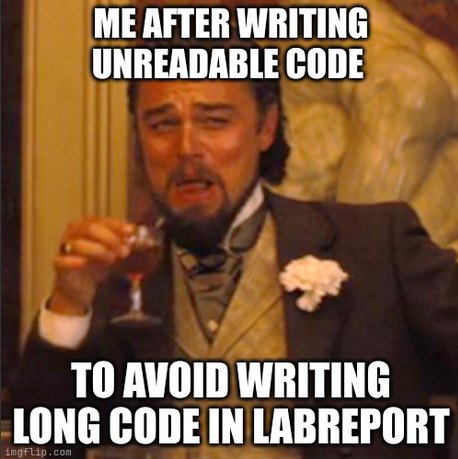 ME AFTER WRITING
UNREADABLE CODE
TO AVOID WRITING
LONG CODE IN LABREPORT
imgflip.com